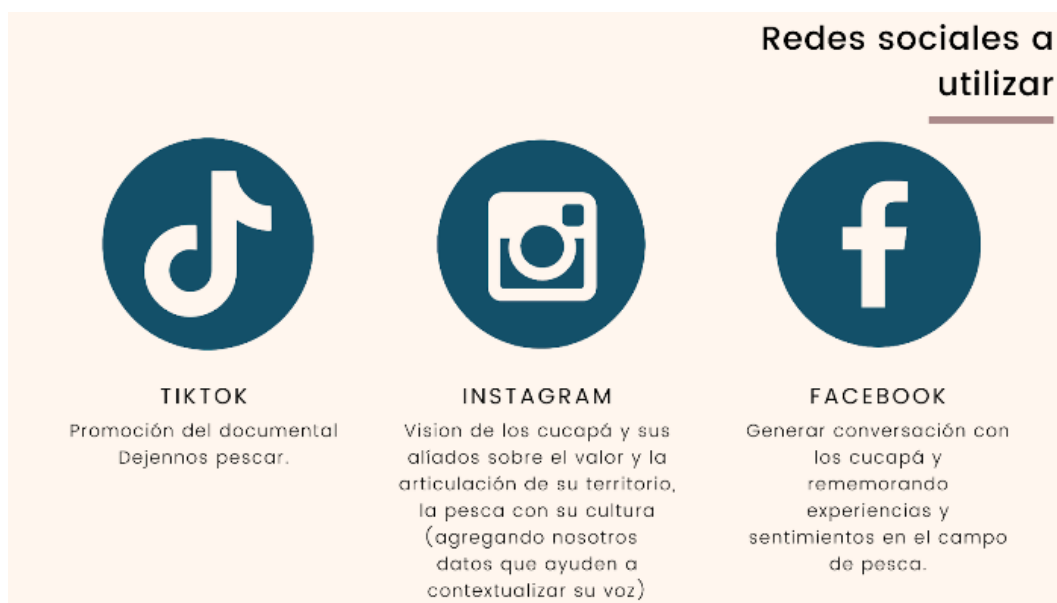 Redes sociales a
utilizar
TIKTOK
Promoción del documental
Dejennos pescar.
INSTAGRAM
Vision de los cucapá y sus
alíados sobre el valor y la
articulación de su territorio,
la pesca con su cultura
(agregando nosotros
datos que ayuden a
contextualizar su voz)
FACEBOOK
Generar conversación con
los cucapá y
rememorando
experiencias y
sentimientos en el campo
de pesca.